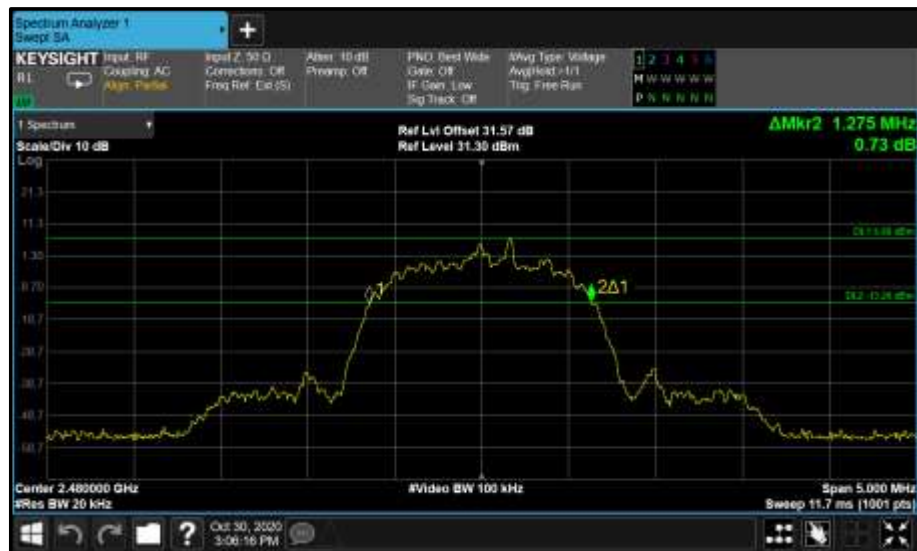 Spectrum Analyzer 1
Swept SA
+
KEYSIGHT Input: RF Input Z: 50 Ω Atten: 10 dB PNO: Best Wide #Avg Type: Voltage 1 2 3 4 5 6
R L Coupling: AC Corrections: Off Preamp: Off Gate: Off Avg|Hold: 1/1 M W W W W W
Align: Partial Freq Ref: Ext (S) IF Gain: Low Trig: Free Run
Sig Track: Off P N N N N N
1 Spectrum
Scale/Div 10 dB
Ref Lvl Offset 31.57 dB
Ref Level 31.30 dBm
ΔMkr2 1.275 MHz
0.73 dB
Log
21.3
11.3
1.30
-8.70
-18.7
-28.7
-38.7
-48.7
-58.7
1
2Δ1
Center 2.480000 GHz
#Res BW 20 kHz
#Video BW 100 kHz
Span 5.000 MHz
Sweep 11.7 ms (1001 pts)
?
Oct 30, 2020
3:06:16 PM